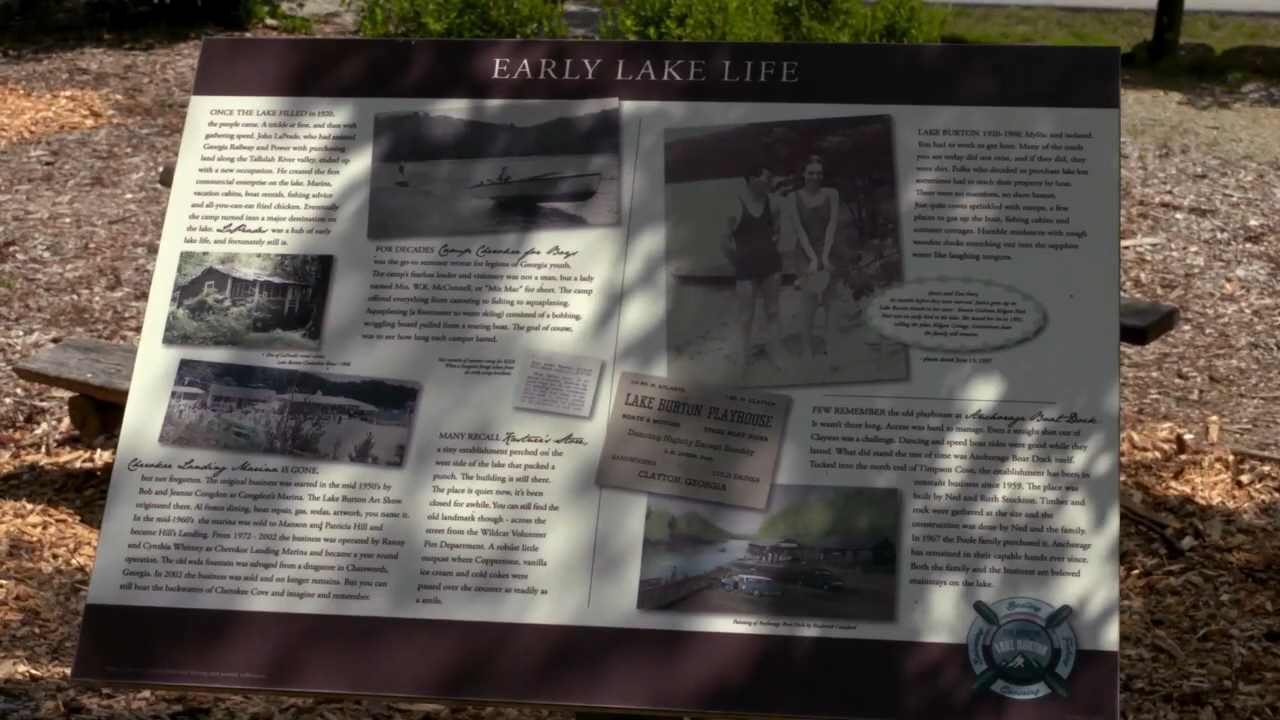 EARLY LAKE LIFE
ONCE THE LAKE FILLED in 1920,
the people came. A trickle at first, and then with
gathering speed. John LaPrade, who had assisted
Georgia Railway and Power with purchasing
land along the Tallulah River valley, ended up
with a new occupation. He created the first
commercial enterprise on the lake. Marina,
vacation cabins, boat rentals, fishing advice
and all-you-can-eat fried chicken. Eventually
the camp turned into a major destination on
the lake. LaPrades was a hub of early
lake life, and fortunately still is.
FOR DECADES Camp Cherokee for Boys
was the go-to summer retreat for legions of Georgia youth.
The camp's fearless leader and visionary was not a man, but a lady
named Mrs. W.R. McConnell, or "Mix Mac" for short. The camp
offered everything from canoeing to fishing to aquaplaning.
Aquaplaning (a forerunner to water skiing) consisted of a bobbing,
wriggling board pulled from a racing boat. The goal of course,
was to see how long each camper lasted.
Cherokee Landing Marina IS GONE,
but not forgotten. The original business was started in the mid 1950's by
Bob and Jeanne Congdon as Congdon's Marina. The Lake Burton Art Show
originated there. Al fresco dining, boat repair, gas, sodas, artwork, you name it.
In the mid-1960's the marina was sold to Manson and Patricia Hill and
became Hill's Landing. From 1972 - 2002 the business was operated by Ranny
and Cynthia Whitney as Cherokee Landing Marina and became a year round
operation. The old soda fountain was salvaged from a drugstore in Chatsworth,
Georgia. In 2002 the business was sold and no longer remains. But you can
still boat the backwaters of Cherokee Cove and imagine and remember.
MANY RECALL
a tiny establishment perched on the
west side of the lake that packed a
punch. The building is still there.
The place is quiet now, it's been
closed for awhile. You can still find the
old landmark though - across the
street from the Wildcat Volunteer
Fire Department. A robust little
outpost where Coppertone, vanilla
ice cream and cold cokes were
passed over the counter as readily as
a smile.
LAKE BURTON 1920-1960. Idyllic and isolated.
You had to work to get here. Many of the roads
you see today did not exist, and if they did, they
were dirt. Folks who decided to purchase lake lots
sometimes had to reach their property by boat.
There were no mansions, no show homes.
Just quite coves sprinkled with camps, a few
places to gas up the boat, fishing cabins and
summer cottages. Humble residences with rough
wooden docks stretching out into the sapphire
water like laughing tongues.
- photo dated June 13, 1937
LAKE BURTON PLAYHOUSE
BOATS & MOTORS
SPEED BOAT RIDES
Dancing Nightly Except Sunday
SANDWICHES
COLD DRINKS
CLAYTON, GEORGIA
FEW REMEMBER the old playhouse at Anchorage Boat Dock.
It wasn't there long. Access was hard to manage. Even a straight shot out of
Clayton was a challenge. Dancing and speed boat rides were good while they
lasted. What did stand the test of time was Anchorage Boat Dock itself.
Tucked into the north end of Timpson Cove, the establishment has been in
constant business since 1959. The place was
built by Ned and Ruth Stockton. Timber and
rock were gathered at the site and the
construction was done by Ned and the family.
In 1967 the Poole family purchased it. Anchorage
has remained in their capable hands ever since.
Both the family and the business are beloved
mainstays on the lake.
Painting of Anchorage Boat Dock by Broderick Crawford
Boating
Fishing
LAKE BURTON
Canoeing